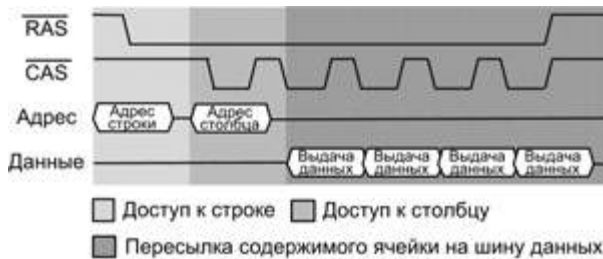 RAS
CAS
Адрес
Адрес
строки
Адрес
столбца
Данные
Выдача
данных
Выдача
данных
Выдача
данных
Выдача
данных
Доступ к строке
Доступ к столбцу
Пересылка содержимого ячейки на шину данных